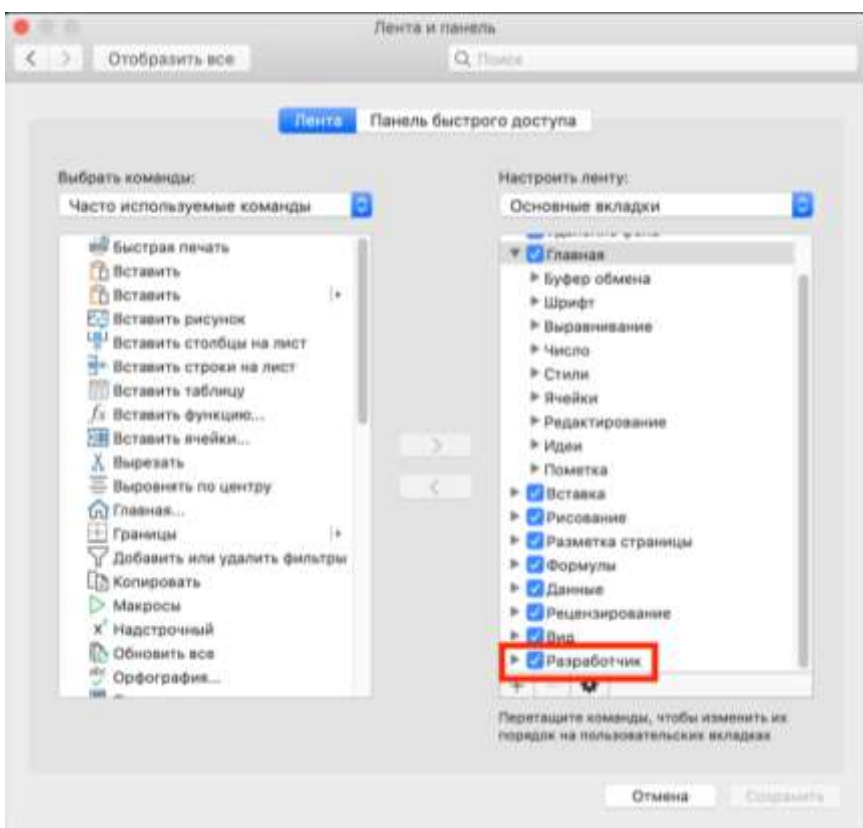 Лента и панель
Отобразить все
Поиск
Лента
Панель быстрого доступа
Выбрать команды:
Часто используемые команды
Быстрая печать
Вставить
Вставить
Вставить рисунок
Вставить столбцы на лист
Вставить строки на лист
Вставить таблицу
Вставить функцию...
Вставить ячейки...
Вырезать
Выровнять по центру
Главная...
Границы
Добавить или удалить фильтры
Копировать
Макросы
Надстрочный
Обновить все
Орфография...
Настроить ленту:
Основные вкладки
Главная
Буфер обмена
Шрифт
Выравнивание
Число
Стили
Ячейки
Редактирование
Идеи
Пометка
Вставка
Рисование
Разметка страницы
Формулы
Данные
Рецензирование
Вид
Разработчик
Перетащите команды, чтобы изменить их
порядок на пользовательских вкладках
Отмена
Сохранить